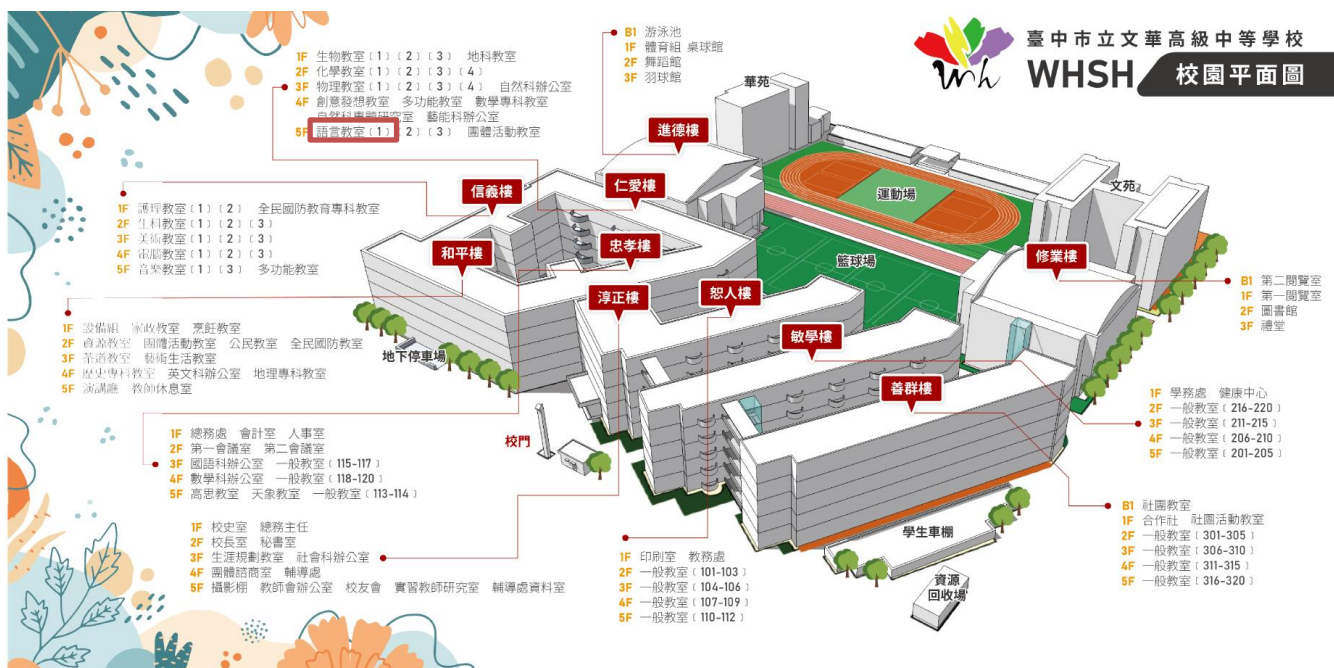 臺中市立文華高級中等學校
WHSH 校園平面圖
1F 生物教室﹝1﹞﹝2﹞﹝3﹞ 地科教室
2F 化學教室﹝1﹞﹝2﹞﹝3﹞﹝4﹞
3F 物理教室﹝1﹞﹝2﹞﹝3﹞﹝4﹞ 自然科辦公室
4F 創意發想教室 多功能教室 數學專科教室
自然科專題研究室 藝能科辦公室
5F 語言教室﹝1﹞﹝2﹞﹝3﹞ 團體活動教室
B1 游泳池
1F 體育組 桌球館
2F 舞蹈館
3F 羽球館
華苑
進德樓
仁愛樓
信義樓
和平樓
忠孝樓
淳正樓
恕人樓
敏學樓
善群樓
修業樓
運動場
籃球場
文苑
地下停車場
校門
學生車棚
資源
回收場
1F 護理教室﹝1﹞﹝2﹞ 全民國防教育專科教室
2F 生科教室﹝1﹞﹝2﹞﹝3﹞
3F 美術教室﹝1﹞﹝2﹞﹝3﹞
4F 電腦教室﹝1﹞﹝2﹞﹝3﹞
5F 音樂教室﹝1﹞﹝3﹞ 多功能教室
1F 設備組 家政教室 烹飪教室
2F 資源教室 團體活動教室 公民教室 全民國防教室
3F 茶道教室 藝術生活教室
4F 歷史專科教室 英文科辦公室 地理專科教室
5F 演講廳 教師休息室
1F 總務處 會計室 人事室
2F 第一會議室 第二會議室
3F 國語科辦公室 一般教室﹝115-117﹞
4F 數學科辦公室 一般教室﹝118-120﹞
5F 高思教室 天象教室 一般教室﹝113-114﹞
1F 校史室 總務主任
2F 校長室 秘書室
3F 生涯規劃教室 社會科辦公室
4F 團體諮商室 輔導處
5F 攝影棚 教師會辦公室 校友會 實習教師研究室 輔導處資料室
1F 印刷室 教務處
2F 一般教室﹝101-103﹞
3F 一般教室﹝104-106﹞
4F 一般教室﹝107-109﹞
5F 一般教室﹝110-112﹞
B1 第二閱覽室
1F 第一閱覽室
2F 圖書館
3F 禮堂
1F 學務處 健康中心
2F 一般教室﹝216-220﹞
3F 一般教室﹝211-215﹞
4F 一般教室﹝206-210﹞
5F 一般教室﹝201-205﹞
B1 社團教室
1F 合作社 社團活動教室
2F 一般教室﹝301-305﹞
3F 一般教室﹝306-310﹞
4F 一般教室﹝311-315﹞
5F 一般教室﹝316-320﹞